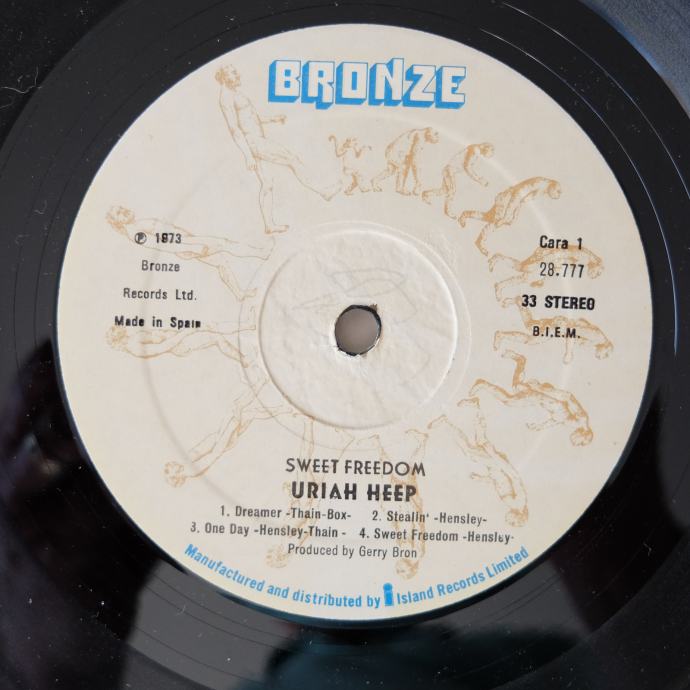 BRONZE
℗ 1973
Bronze
Records Ltd.
Made in Spain
Cara 1
28.777
33 STEREO
B.I.E.M.
SWEET FREEDOM
URIAH HEEP
1. Dreamer -Thain-Box- 2. Stealin' -Hensley-
3. One Day -Hensley-Thain - 4. Sweet Freedom -Hensley-
Produced by Gerry Bron
Manufactured and distributed by i Island Records Limited